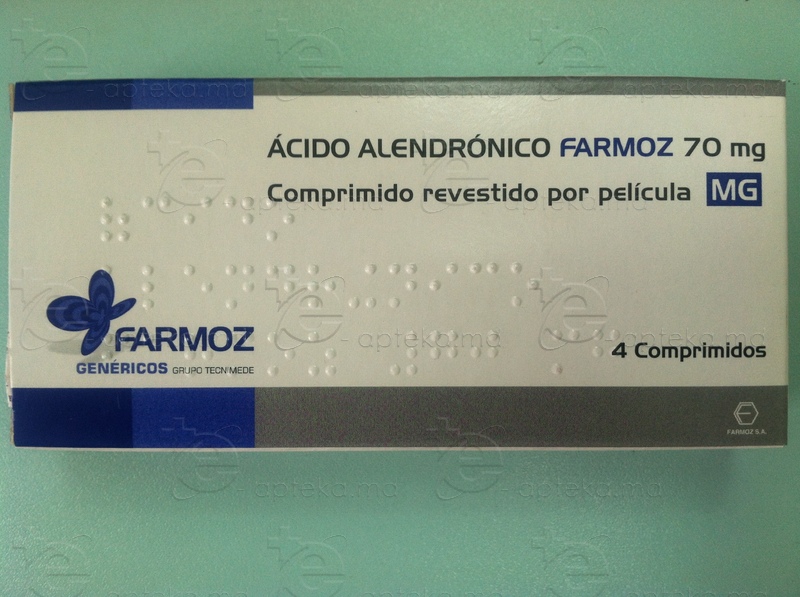 ÁCIDO ALENDRÓNICO FARMOZ 70 mg
Comprimido revestido por película MG
FARMOZ
GENÉRICOS GRUPO TECNIMEDE
4 Comprimidos
FARMOZ S.A.
e-apteka.md